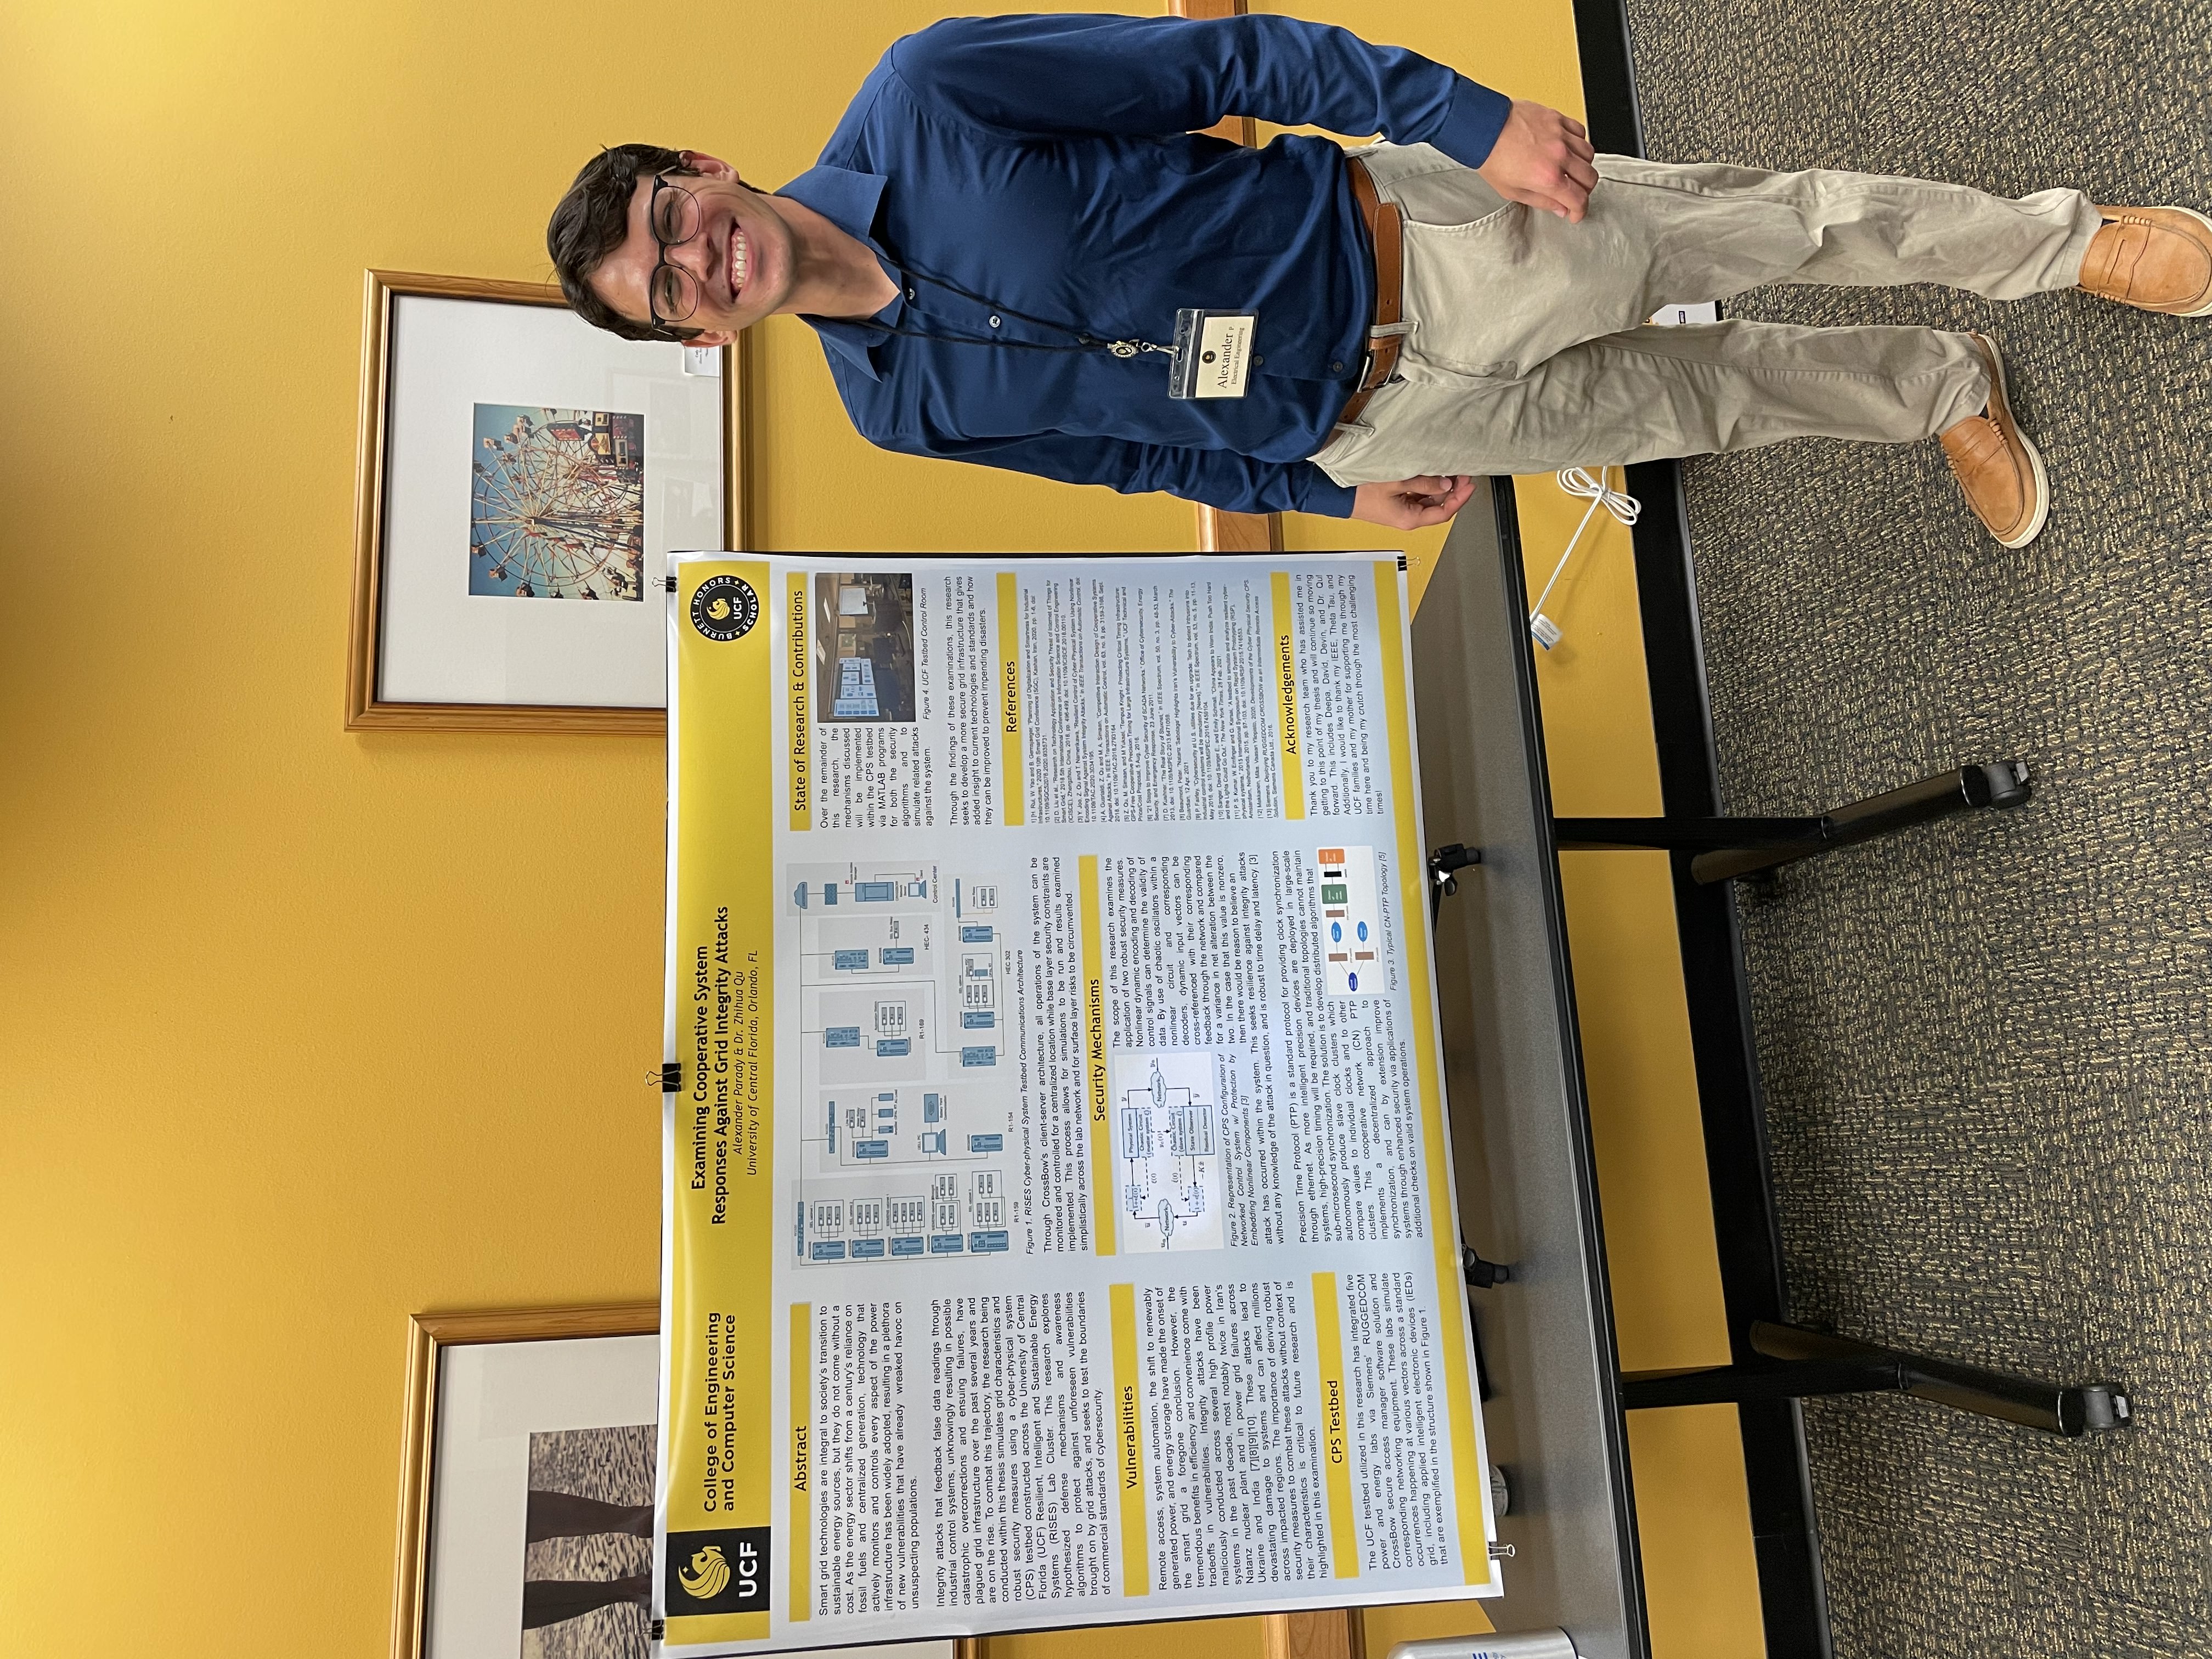 UCF
College of Engineering
and Computer Science
Examining Cooperative System
Responses Against Grid Integrity Attacks
Alexander Parady & Dr. Zhihua Qu
University of Central Florida, Orlando, FL
BURNETT HONORS
UCF
SCHOLAR
Abstract
Smart grid technologies are integral to society's transition to
sustainable energy sources, but they do not come without a
cost. As the energy sector shifts from a century's reliance on
fossil fuels and centralized generation, technology that
actively monitors and controls every aspect of the power
infrastructure has been widely adopted, resulting in a plethora
of new vulnerabilities that have already wreaked havoc on
unsuspecting populations.
Integrity attacks that feedback false data readings through
industrial control systems, unknowingly resulting in possible
catastrophic overcorrections and ensuing failures, have
plagued grid infrastructure over the past several years and
are on the rise. To combat this trajectory, the research being
conducted within this thesis simulates grid characteristics and
robust security measures using a cyber-physical system
(CPS) testbed constructed across the University of Central
Florida (UCF) Resilient, Intelligent and Sustainable Energy
Systems (RISES) Lab Cluster. This research explores
hypothesized defense mechanisms and awareness
algorithms to protect against unforeseen vulnerabilities
brought on by grid attacks, and seeks to test the boundaries
of commercial standards of cybersecurity.
Vulnerabilities
Remote access, system automation, the shift to renewably
generated power, and energy storage have made the onset of
the smart grid a foregone conclusion. However, the
tremendous benefits in efficiency and convenience come with
tradeoffs in vulnerabilities. Integrity attacks have been
maliciously conducted across several high profile power
systems in the past decade, most notably twice in Iran's
Natanz nuclear plant and in power grid failures across
Ukraine and India [7][8][9][10]. These attacks lead to
devastating damage to systems and can affect millions
across impacted regions. The importance of deriving robust
security measures to combat these attacks without context of
their characteristics is critical to future research and is
highlighted in this examination.
CPS Testbed
The UCF testbed utilized in this research has integrated five
power and energy labs via Siemens' RUGGEDCOM
CrossBow secure access manager software solution and
corresponding networking equipment. These labs simulate
occurrences happening at various vectors across a standard
grid, including applied intelligent electronic devices (IEDs)
that are exemplified in the structure shown in Figure 1.
R1-159
R1-154
R1-169
HEC- 434
HEC 302
Control Center
Figure 1. RISES Cyber-physical System Testbed Communications Architecture
Through CrossBow's client-server architecture, all operations of the system can be
monitored and controlled for a centralized location while base layer security constraints are
implemented. This process allows for simulations to be run and results examined
simplistically across the lab network and for surface layer risks to be circumvented.
Security Mechanisms
Physical System
Network
Network
State Observer
Residual Detector
Figure 2. Representation of CPS Configuration of
Networked Control System w/ Protection by
Embedding Nonlinear Components [3]
The scope of this research examines the
application of two robust security measures.
Nonlinear dynamic encoding and decoding of
control signals can determine the validity of
data. By use of chaotic oscillators within a
nonlinear circuit and corresponding
decoders, dynamic input vectors can be
cross-referenced with their corresponding
feedback through the network and compared
for a variance in net alteration between the
two. In the case that this value is nonzero,
then there would be reason to believe an
attack has occurred within the system. This seeks resilience against integrity attacks
without any knowledge of the attack in question, and is robust to time delay and latency. [3]
Precision Time Protocol (PTP) is a standard protocol for providing clock synchronization
through ethernet. As more intelligent precision devices are deployed in large-scale
systems, high-precision timing will be required, and traditional topologies cannot maintain
sub-microsecond synchronization. The solution is to develop distributed algorithms that
autonomously produce slave clock clusters which
compare values to individual clocks and to other
clusters. This cooperative network (CN) PTP
implements a decentralized approach to
synchronization, and can by extension improve
systems through enhanced security via applications of
additional checks on valid system operations.
Figure 3. Typical CN-PTP Topology [5]
State of Research & Contributions
Over the remainder of
this research, the
mechanisms discussed
will be implemented
within the CPS testbed
via MATLAB programs
for both the security
algorithms and to
simulate related attacks
against the system.
Figure 4. UCF Testbed Control Room
Through the findings of these examinations, this research
seeks to develop a more secure grid infrastructure that gives
added insight to current technologies and standards and how
they can be improved to prevent impending disasters.
References
Acknowledgements
Thank you to my research team who has assisted me in
getting to this point of my thesis and will continue so moving
forward. This includes Deepa, David, Devin, and Dr. Qu!
Additionally, I would like to thank my IEEE, Theta Tau, and
UCF families and my mother for supporting me through my
time here and being my crutch through the most challenging
times!
Alexander P
Electrical Engineering